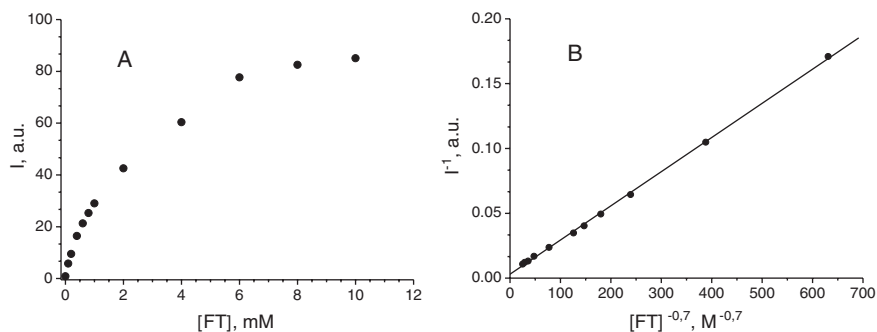 A
I, a.u.
100
80
60
40
20
0
0 2 4 6 8 10 12
[FT], mM
B
I⁻¹, a.u.
0.20
0.15
0.10
0.05
0.00
0 100 200 300 400 500 600 700
[FT] ⁻⁰,⁷, M⁻⁰,⁷